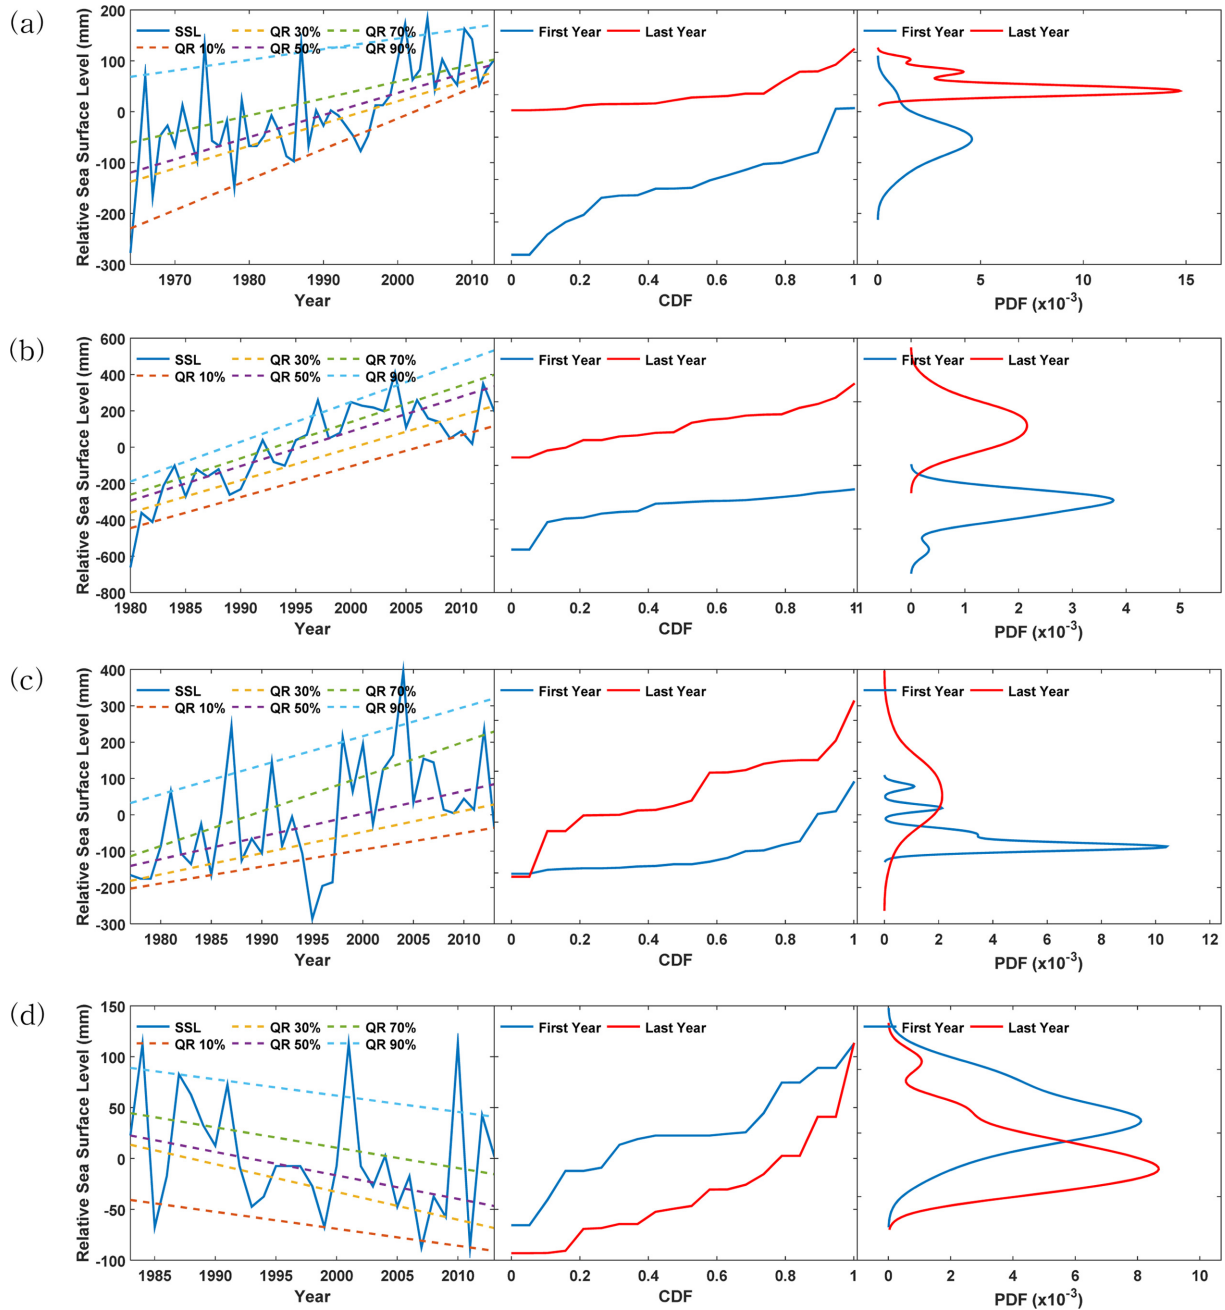 (a)
Relative Sea Surface Level (mm)
200
100
0
-100
-200
-300
SSL QR 30% QR 70%
QR 10% QR 50% QR 90%
1970 1980 1990 2000 2010
Year
First Year Last Year
0 0.2 0.4 0.6 0.8 1
CDF
First Year Last Year
0 5 10 15
PDF (x10-3)
(b)
Relative Sea Surface Level (mm)
600
400
200
0
-200
-400
-600
-800
SSL QR 30% QR 70%
QR 10% QR 50% QR 90%
1980 1985 1990 1995 2000 2005 2010
Year
First Year Last Year
0 0.2 0.4 0.6 0.8 1 1
CDF
First Year Last Year
0 1 2 3 4 5
PDF (x10-3)
(c)
Relative Sea Surface Level (mm)
400
300
200
100
0
-100
-200
-300
SSL QR 30% QR 70%
QR 10% QR 50% QR 90%
1980 1985 1990 1995 2000 2005 2010
Year
First Year Last Year
0 0.2 0.4 0.6 0.8 1
CDF
First Year Last Year
0 2 4 6 8 10 12
PDF (x10-3)
(d)
Relative Sea Surface Level (mm)
150
100
50
0
-50
-100
SSL QR 30% QR 70%
QR 10% QR 50% QR 90%
1985 1990 1995 2000 2005 2010
Year
First Year Last Year
0 0.2 0.4 0.6 0.8 1
CDF
First Year Last Year
0 2 4 6 8 10
PDF (x10-3)